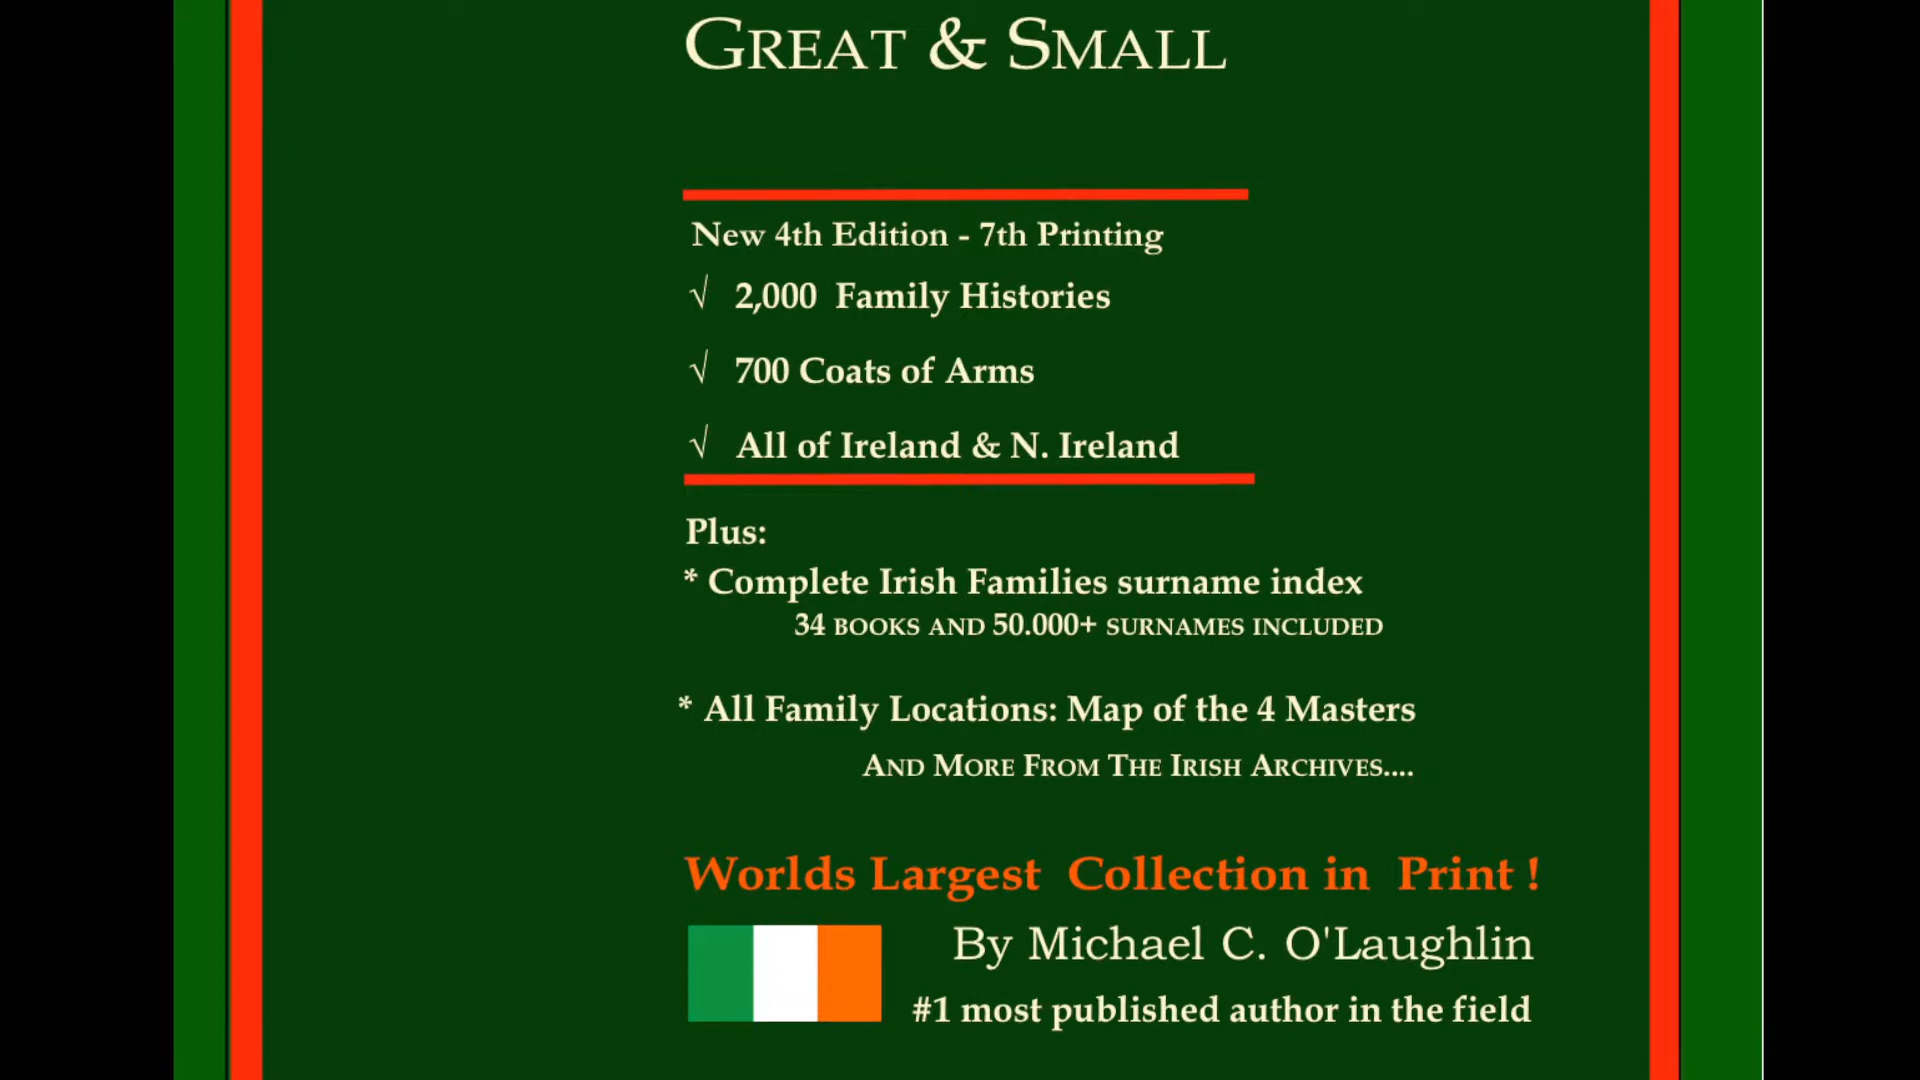 GREAT & SMALL
New 4th Edition - 7th Printing
√ 2,000 Family Histories
√ 700 Coats of Arms
√ All of Ireland & N. Ireland
Plus:
* Complete Irish Families surname index
34 BOOKS AND 50.000+ SURNAMES INCLUDED
* All Family Locations: Map of the 4 Masters
AND MORE FROM THE IRISH ARCHIVES....
Worlds Largest Collection in Print !
By Michael C. O'Laughlin
#1 most published author in the field